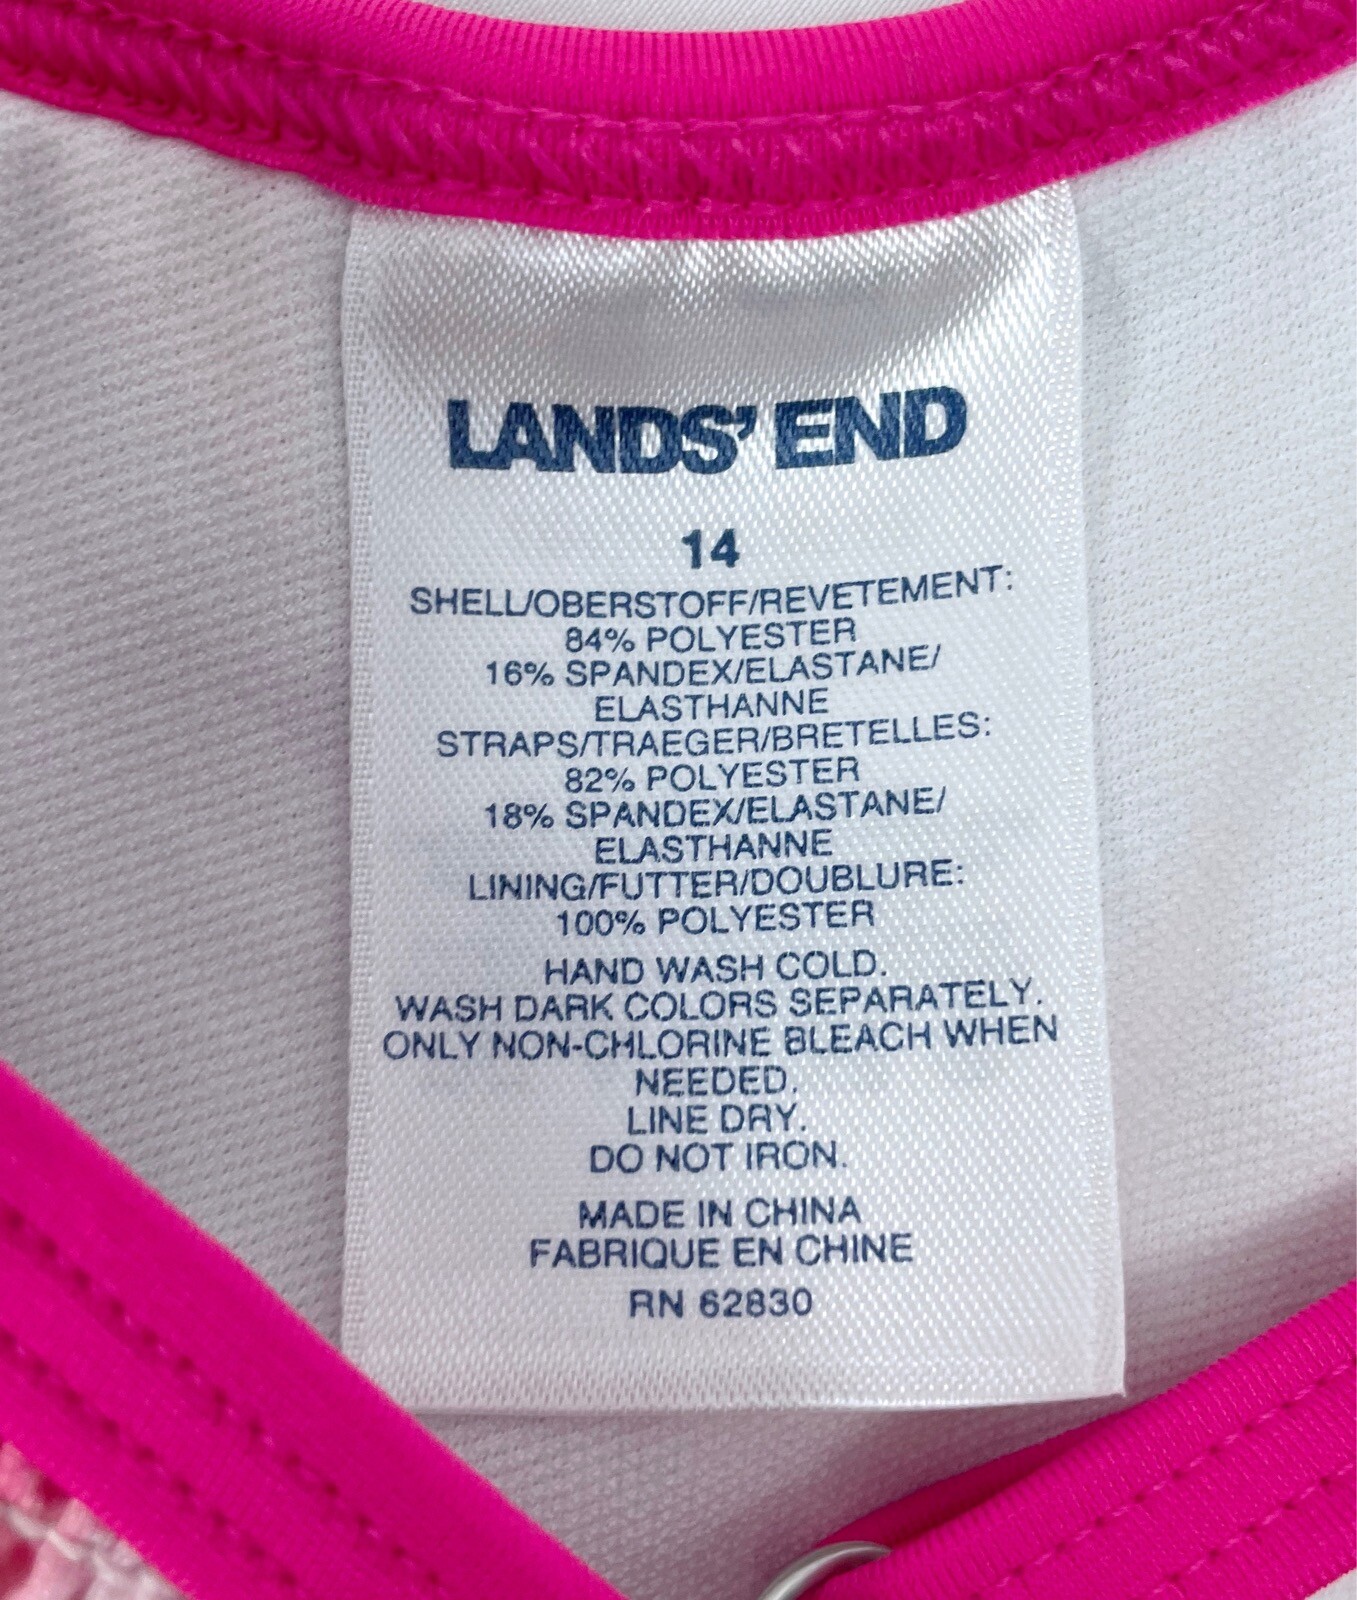 LANDS' END
14
SHELL/OBERSTOFF/REVETEMENT:
84% POLYESTER
16% SPANDEX/ELASTANE/
ELASTHANNE
STRAPS/TRAEGER/BRETELLES:
82% POLYESTER
18% SPANDEX/ELASTANE/
ELASTHANNE
LINING/FUTTER/DOUBLURE:
100% POLYESTER
HAND WASH COLD.
WASH DARK COLORS SEPARATELY.
ONLY NON-CHLORINE BLEACH WHEN
NEEDED.
LINE DRY.
DO NOT IRON.
MADE IN CHINA
FABRIQUE EN CHINE
RN 62830